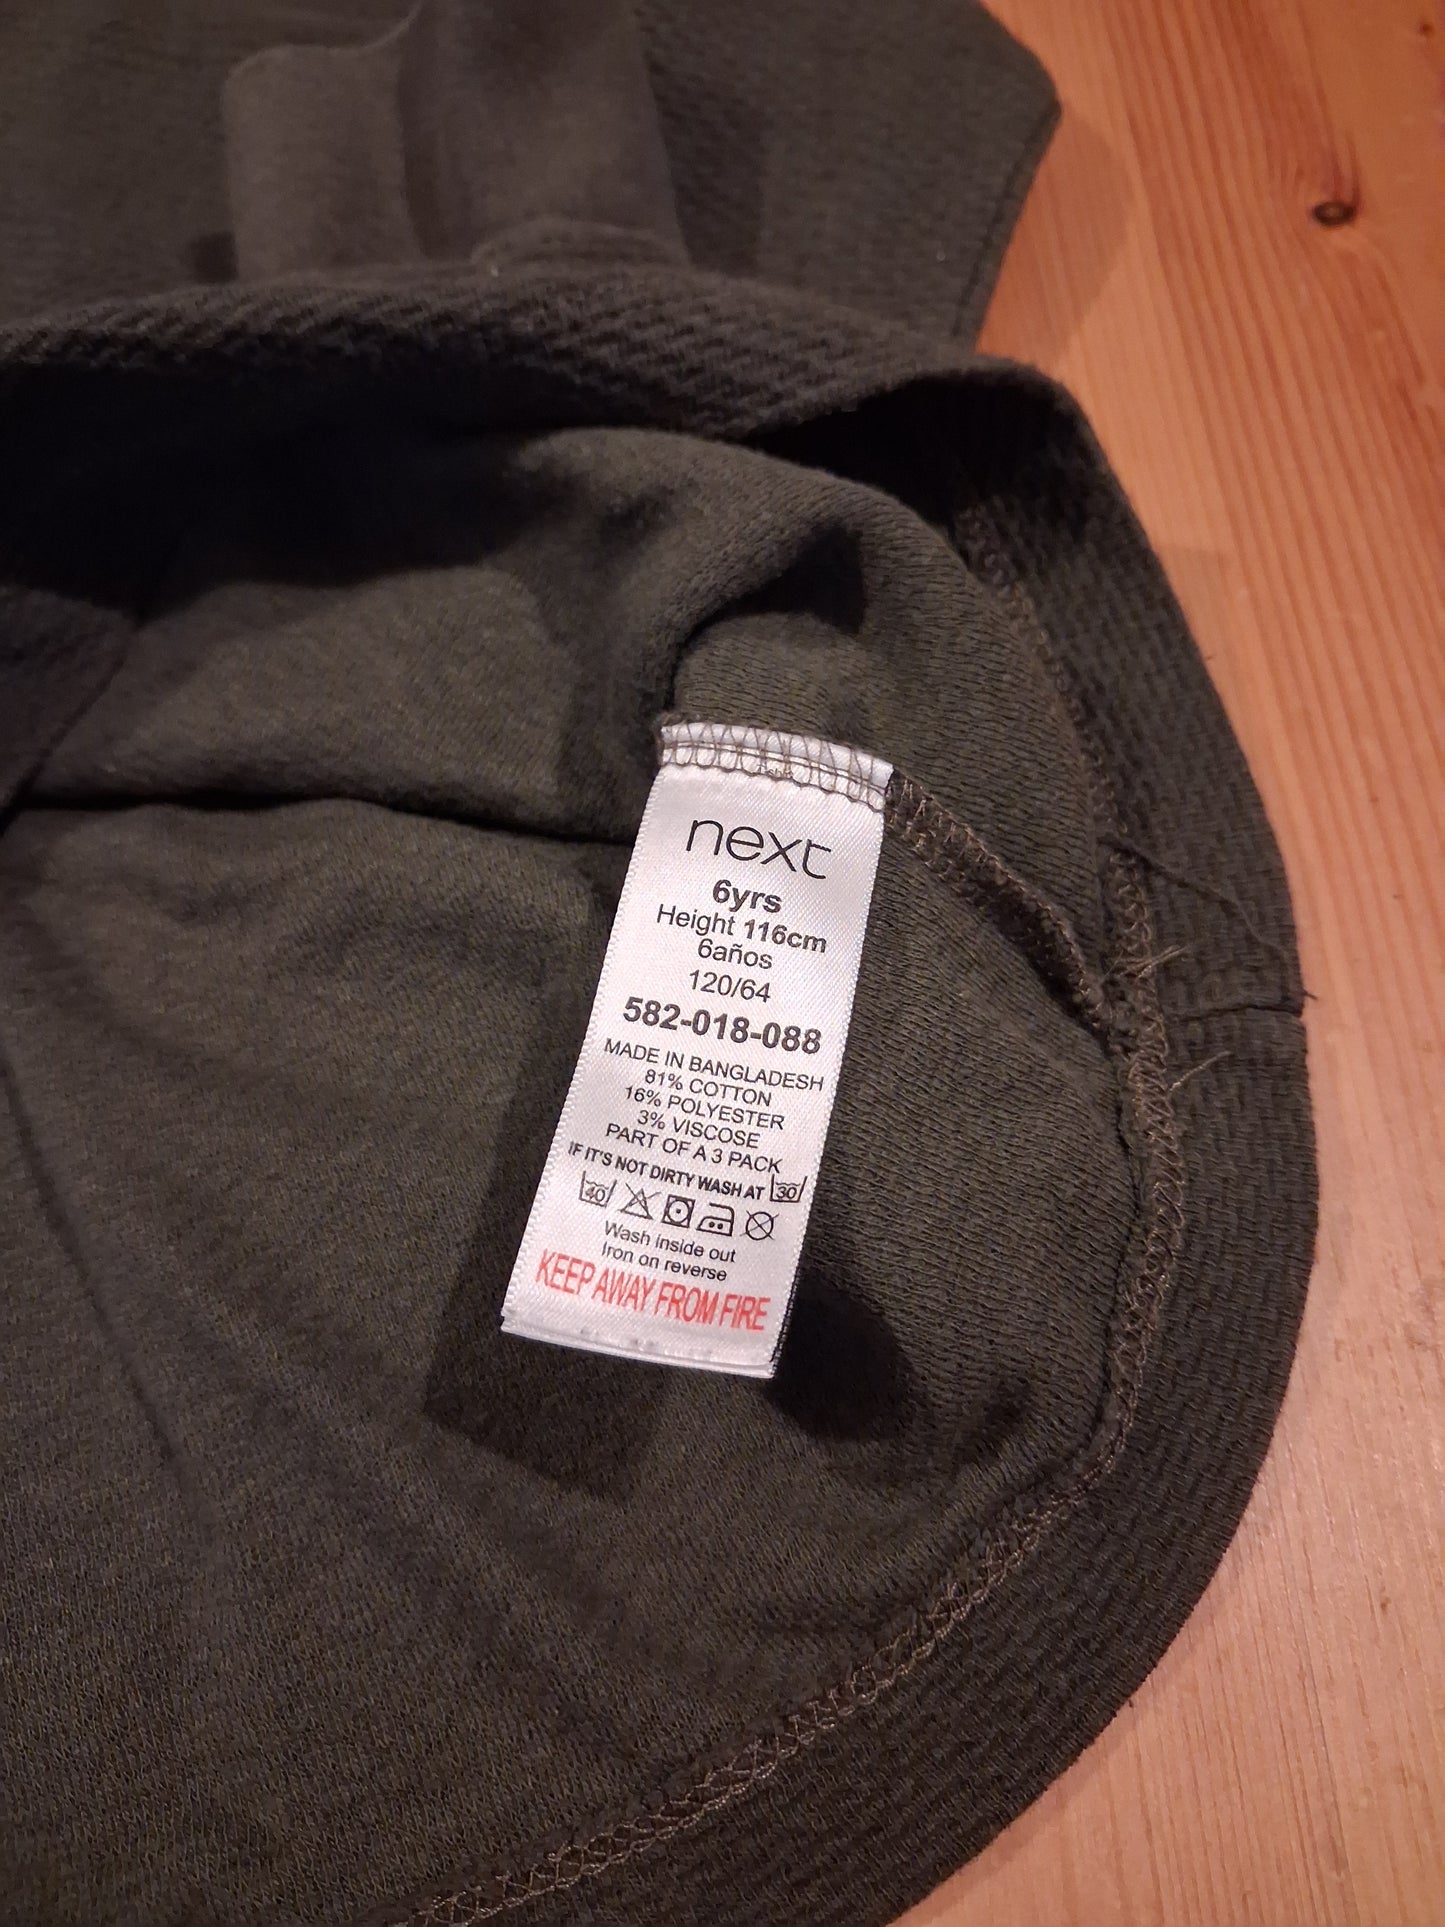 next
6yrs
Height 116cm
6años
120/64
582-018-088
MADE IN BANGLADESH
81% COTTON
16% POLYESTER
3% VISCOSE
PART OF A 3 PACK
IF IT'S NOT DIRTY WASH AT 30
40
Wash inside out
Iron on reverse
KEEP AWAY FROM FIRE